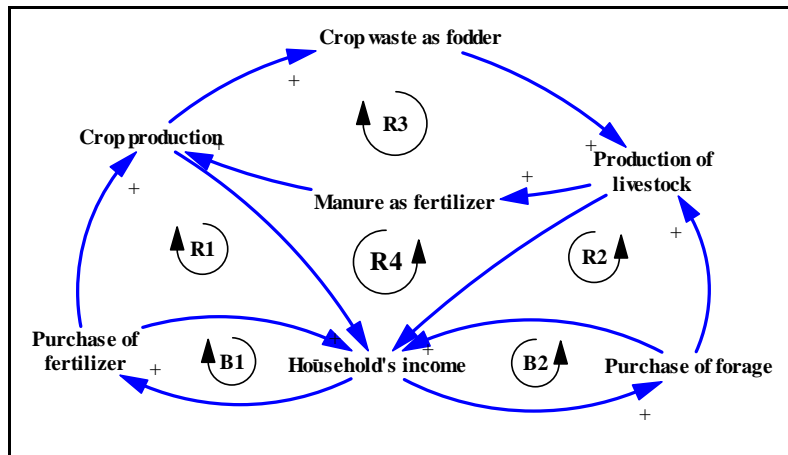 Crop waste as fodder
+
R3
Crop production
+
+
Production of
livestock
+
+
Manure as fertilizer
+
R1
R4
R2
+
Purchase of
fertilizer
B1
+
-
Household's income
+
B2
Purchase of forage
+
+